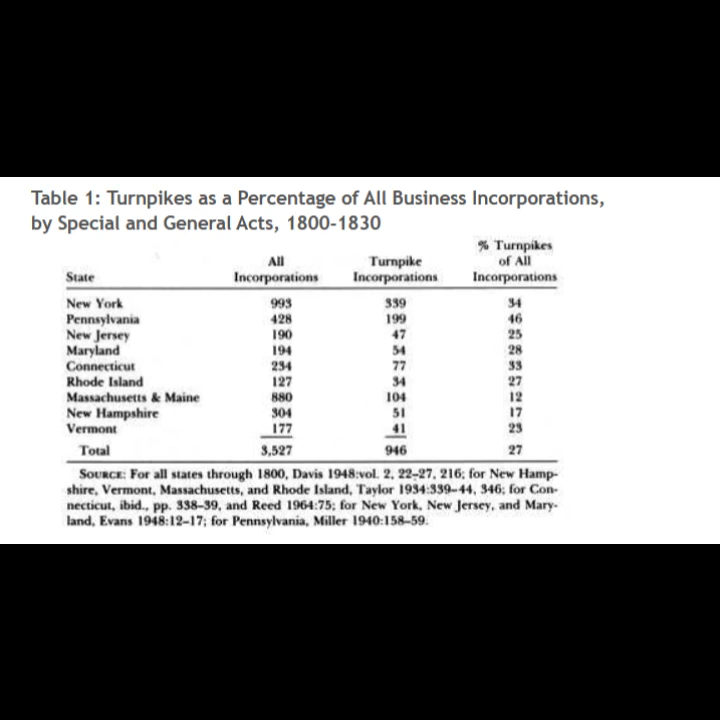 Table 1: Turnpikes as a Percentage of All Business Incorporations,
by Special and General Acts, 1800-1830
State All Incorporations Turnpike Incorporations % Turnpikes of All Incorporations
New York 993 339 34
Pennsylvania 428 199 46
New Jersey 190 47 25
Maryland 194 54 28
Connecticut 234 77 33
Rhode Island 127 34 27
Massachusetts & Maine 880 104 12
New Hampshire 304 51 17
Vermont 177 41 23
Total 3,527 946 27
SOURCE: For all states through 1800, Davis 1948:vol. 2, 22–27, 216; for New Hamp-
shire, Vermont, Massachusetts, and Rhode Island, Taylor 1934:339–44, 346; for Con-
necticut, ibid., pp. 338–39, and Reed 1964:75; for New York, New Jersey, and Mary-
land, Evans 1948:12–17; for Pennsylvania, Miller 1940:158–59.